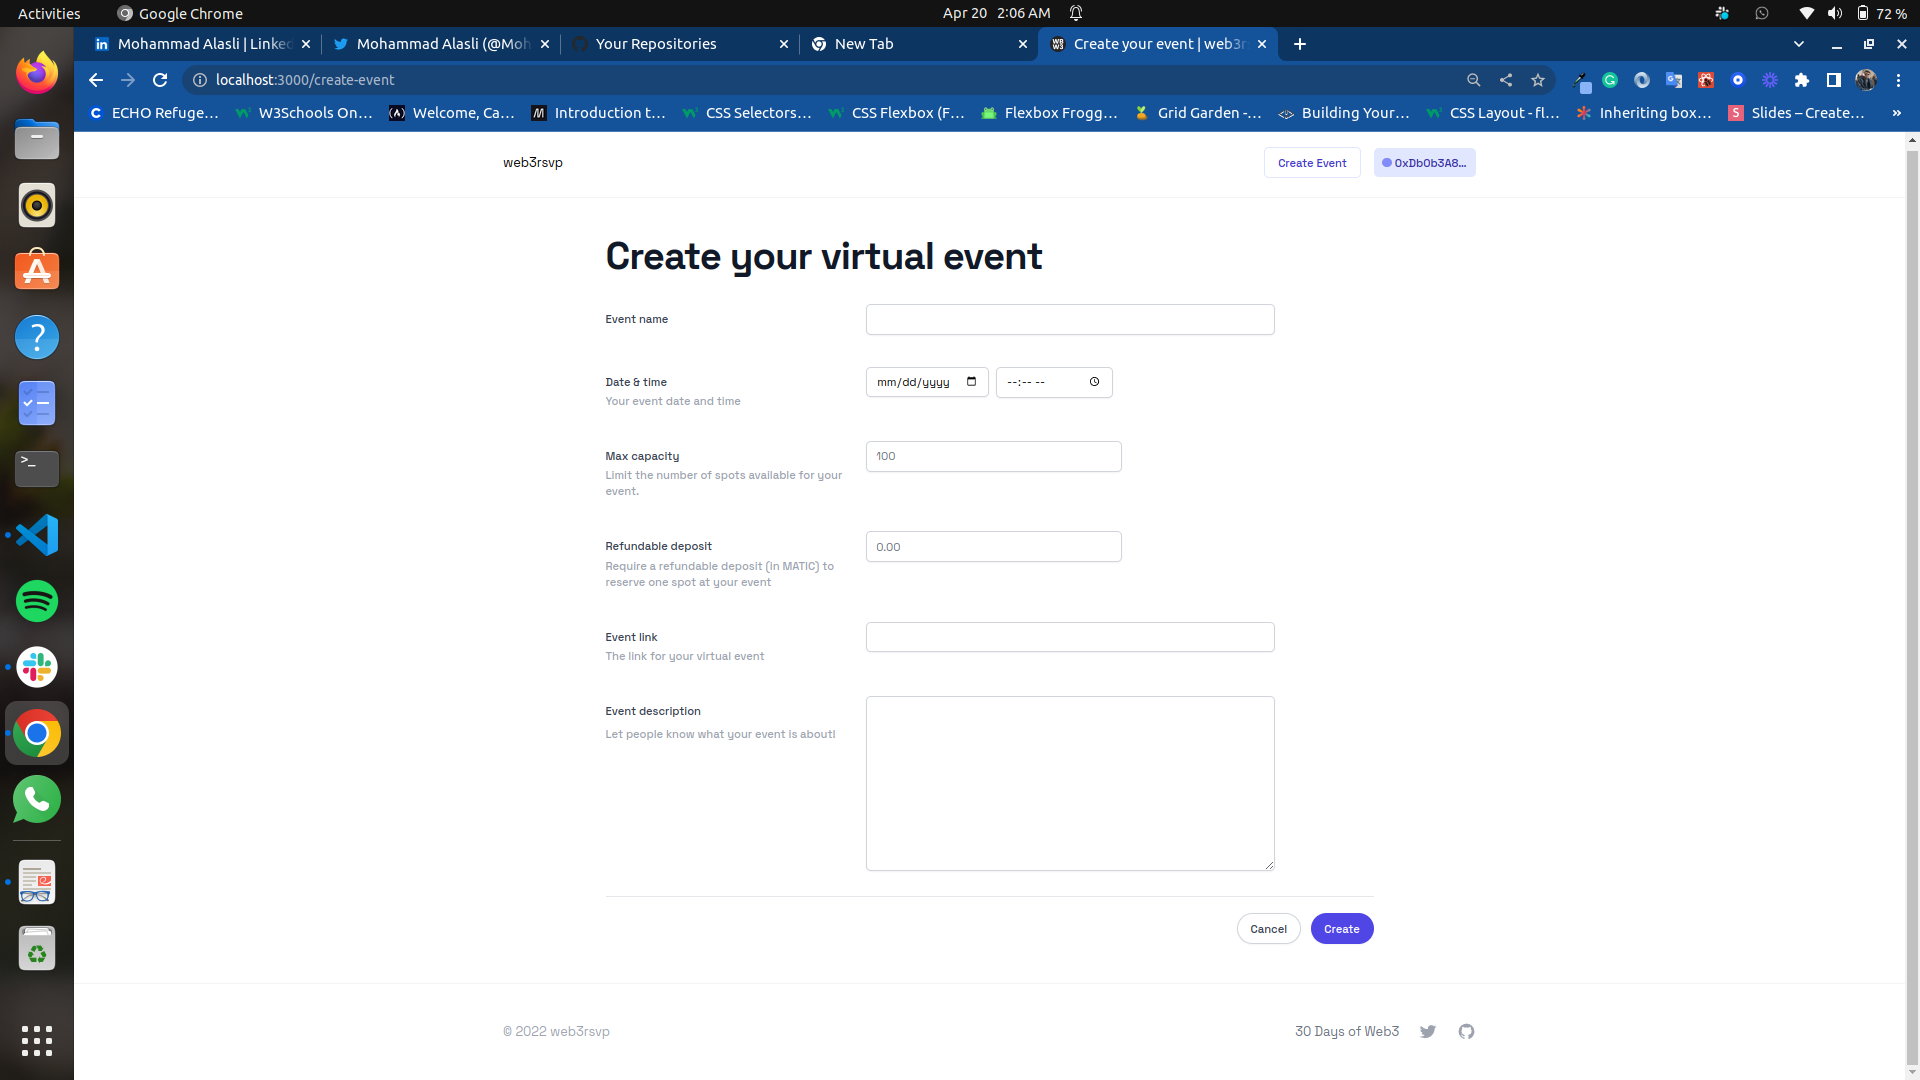 Activities Google Chrome Apr 20 2:06 AM 72 %
Mohammad Alasli | Linke Mohammad Alasli (@Moh Your Repositories New Tab Create your event | web3r
localhost:3000/create-event
ECHO Refuge... W3Schools On... Welcome, Ca... Introduction t... CSS Selectors... CSS Flexbox (F... Flexbox Frogg... Grid Garden -... Building Your... CSS Layout - fl... Inheriting box... Slides – Create... »
web3rsvp Create Event 0xDb0b3A8...
Create your virtual event
Event name
Date & time mm/dd/yyyy --:-- --
Your event date and time
Max capacity 100
Limit the number of spots available for your
event.
Refundable deposit 0.00
Require a refundable deposit (in MATIC) to
reserve one spot at your event
Event link
The link for your virtual event
Event description
Let people know what your event is about!
Cancel Create
© 2022 web3rsvp 30 Days of Web3